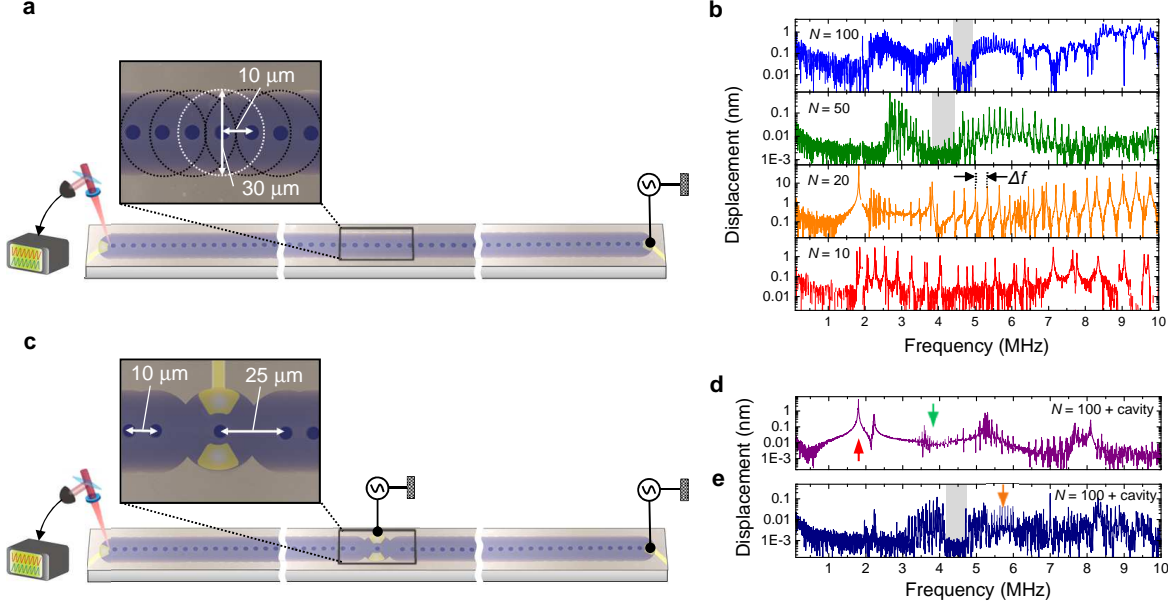 a
10 μm
30 μm
b
Displacement (nm)
N = 100
1
0.1
0.01
N = 50
0.01
1E-3
N = 20
Δf
10
0.1
N = 10
1
0.1
0.01
1 2 3 4 5 6 7 8 9 10
Frequency (MHz)
c
10 μm
25 μm
d
Displacement (nm)
N = 100 + cavity
1
0.1
0.01
1E-3
e
N = 100 + cavity
0.1
0.01
1E-3
1 2 3 4 5 6 7 8 9 10
Frequency (MHz)